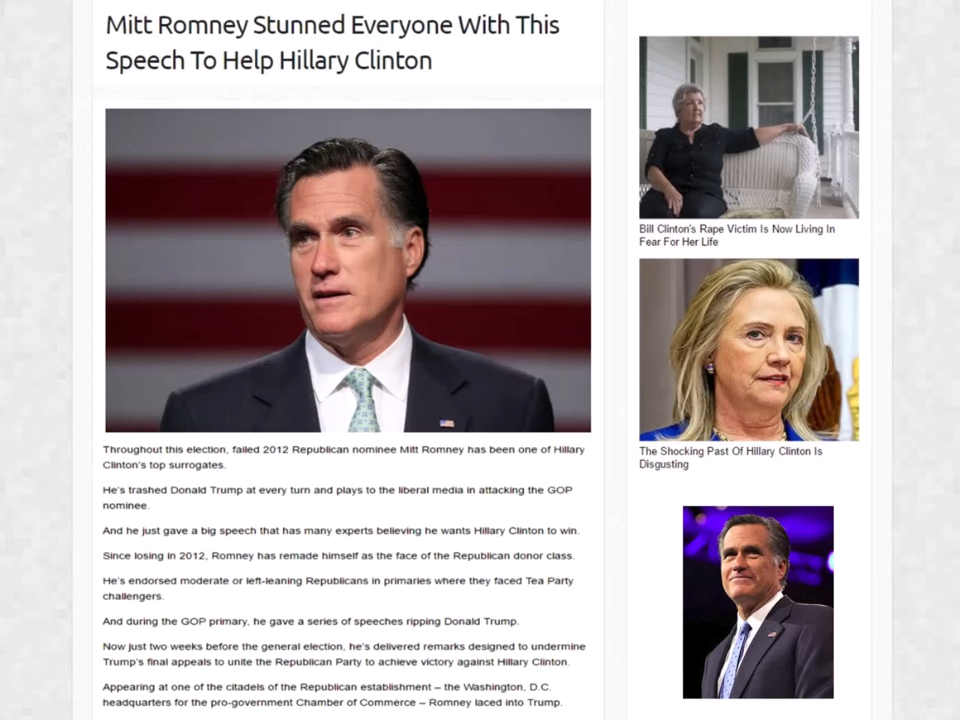 Mitt Romney Stunned Everyone With This
Speech To Help Hillary Clinton
Throughout this election, failed 2012 Republican nominee Mitt Romney has been one of Hillary
Clinton's top surrogates.
He's trashed Donald Trump at every turn and plays to the liberal media in attacking the GOP
nominee.
And he just gave a big speech that has many experts believing he wants Hillary Clinton to win.
Since losing in 2012, Romney has remade himself as the face of the Republican donor class.
He's endorsed moderate or left-leaning Republicans in primaries where they faced Tea Party
challengers.
And during the GOP primary, he gave a series of speeches ripping Donald Trump.
Now just two weeks before the general election, he's delivered remarks designed to undermine
Trump's final appeals to unite the Republican Party to achieve victory against Hillary Clinton.
Appearing at one of the citadels of the Republican establishment – the Washington, D.C.
headquarters for the pro-government Chamber of Commerce – Romney laced into Trump.
Bill Clinton's Rape Victim Is Now Living In
Fear For Her Life
The Shocking Past Of Hillary Clinton Is
Disgusting